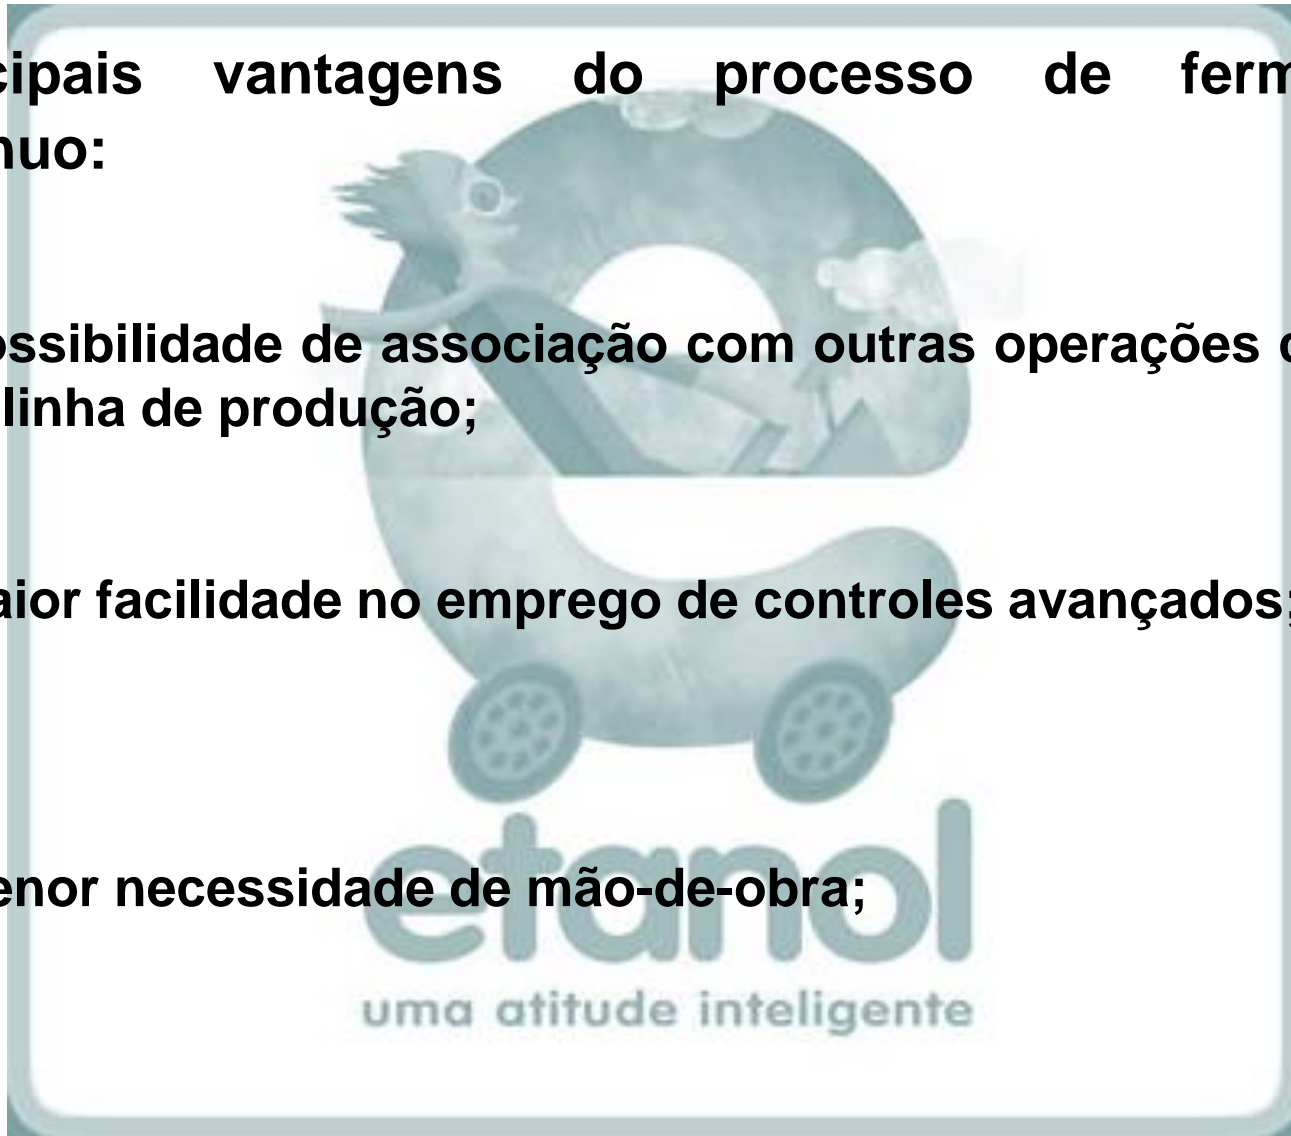 cipais vantagens do processo de ferm
nuo:
ossibilidade de associação com outras operações c
linha de produção;
aior facilidade no emprego de controles avançados;
enor necessidade de mão-de-obra;
etanol
uma atitude inteligente